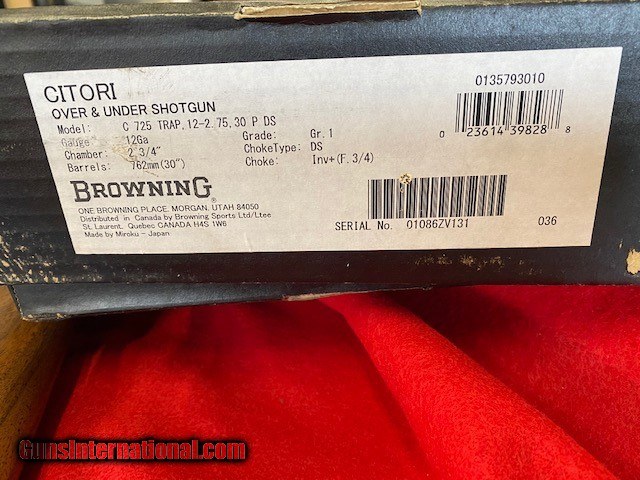 CITORI
OVER & UNDER SHOTGUN
Model: C 725 TRAP,12-2.75,30 P DS
Gauge: 12Ga Grade: Gr.1
Chamber: 2 3/4" ChokeType: DS
Barrels: 762mm(30") Choke: Inv+(F.3/4)
0135793010
0 23614 39828 8
BROWNING®
ONE BROWNING PLACE, MORGAN, UTAH 84050
Distributed in Canada by Browning Sports Ltd/Ltee
St. Laurent, Quebec CANADA H4S 1W6
Made by Miroku - Japan
SERIAL No. 01086ZV131 036
GunsInternational.com